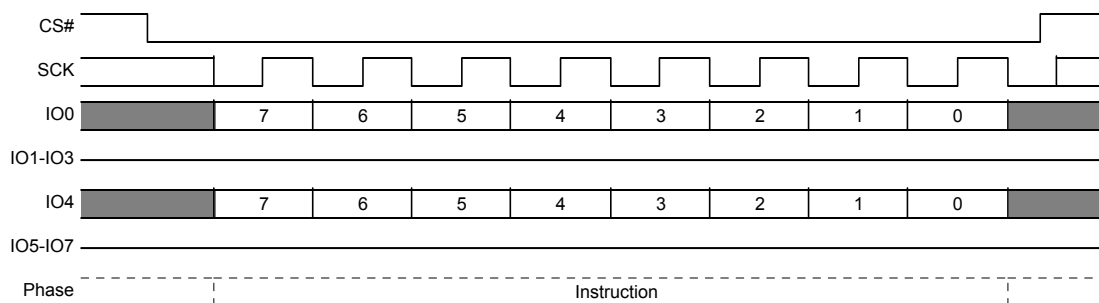 CS#
SCK
IO0 7 6 5 4 3 2 1 0
IO1-IO3
IO4 7 6 5 4 3 2 1 0
IO5-IO7
Phase Instruction